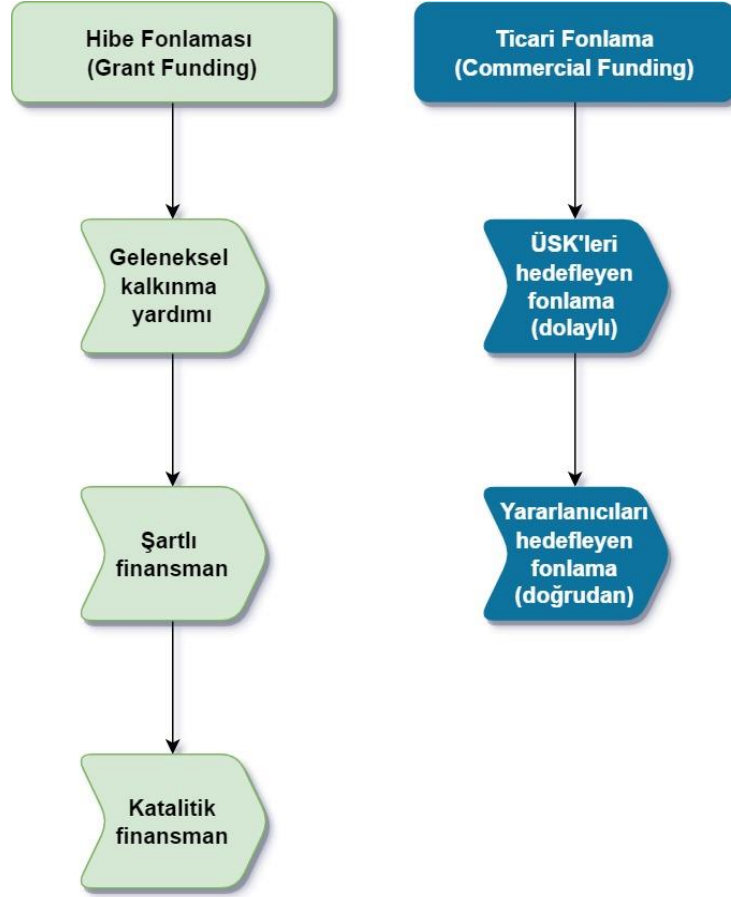 Hibe Fonlaması
(Grant Funding)
Geleneksel
kalkınma
yardımı
Şartlı
finansman
Katalitik
finansman
Ticari Fonlama
(Commercial Funding)
ÜSK'leri
hedefleyen
fonlama
(dolaylı)
Yararlanıcıları
hedefleyen
fonlama
(doğrudan)